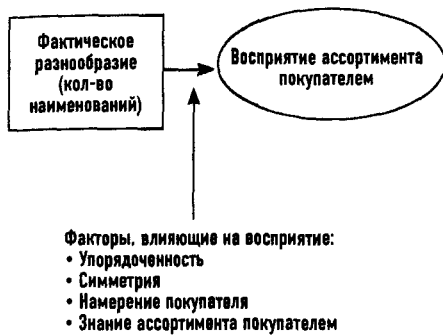 Фактическое
разнообразие
(кол-во
наименований)
Восприятие ассортимента
покупателем
Факторы, влияющие на восприятие:
• Упорядоченность
• Симметрия
• Намерение покупателя
• Знание ассортимента покупателем